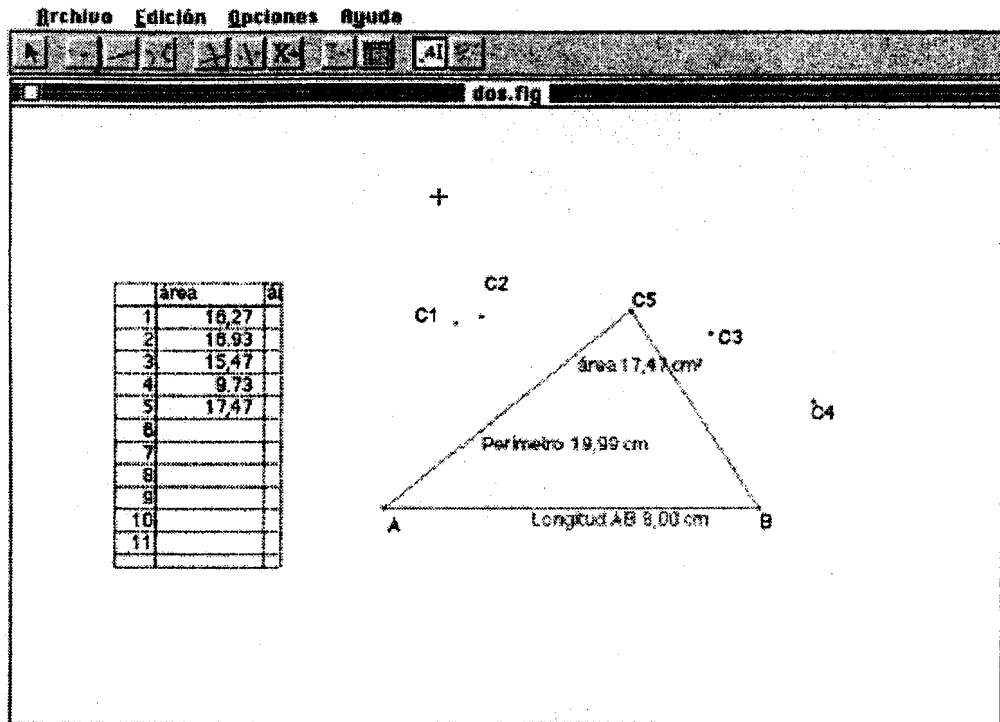 Archivo Edición Opciones Ayuda
dos.fig
C2
C1
C5
C3
área 17,47 cm²
C4
Perímetro 19,99 cm
A
Longitud AB 8,00 cm
B
área
1 16,27
2 16.93
3 15,47
4 9.73
5 17,47
6
7
8
9
10
11